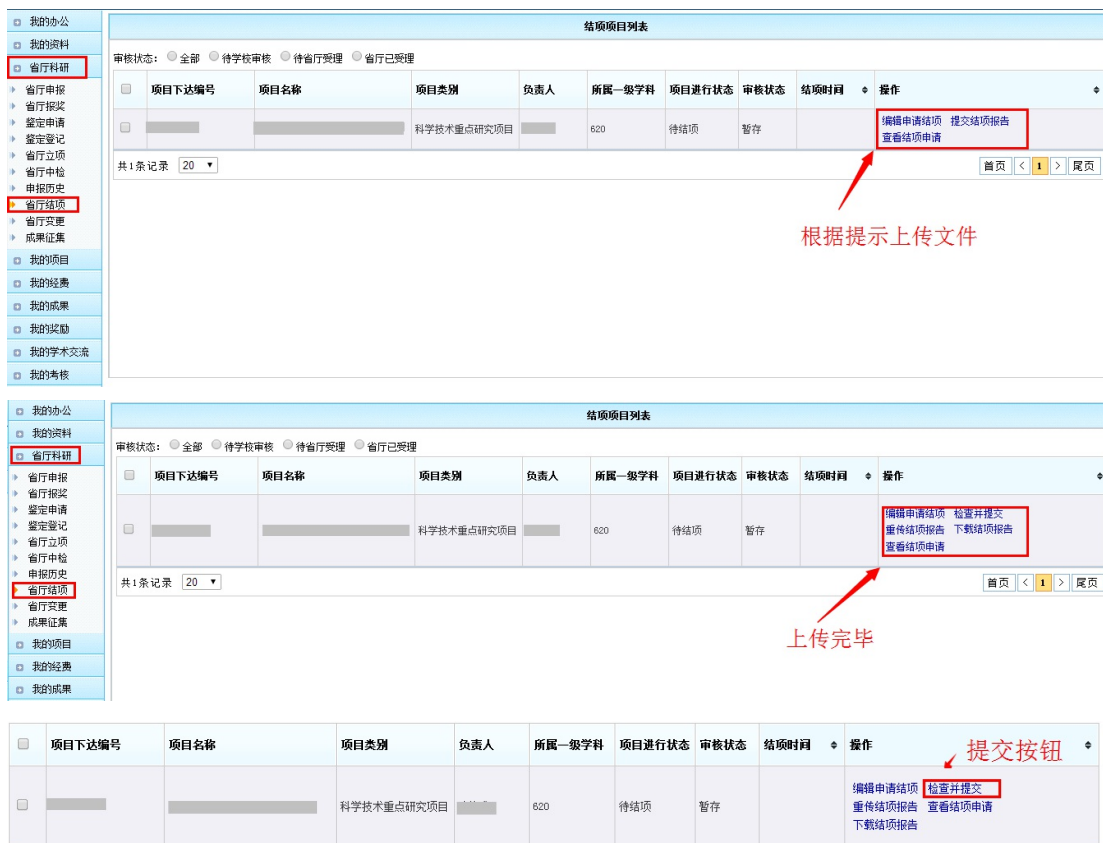 我的办公
我的资料
省厅科研
省厅申报
省厅报奖
鉴定申请
鉴定登记
省厅立项
省厅中检
申报历史
省厅结项
省厅变更
成果征集
我的项目
我的经费
我的成果
我的奖励
我的学术交流
我的考核
结项项目列表
审核状态: 全部 待学校审核 待省厅受理 省厅已受理
项目下达编号 项目名称 项目类别 负责人 所属一级学科 项目进行状态 审核状态 结项时间 操作
科学技术重点研究项目 620 待结项 暂存 编辑申请结项 提交结项报告
查看结项申请
共1条记录 20 首页 < 1 > 尾页
根据提示上传文件
我的办公
我的资料
省厅科研
省厅申报
省厅报奖
鉴定申请
鉴定登记
省厅立项
省厅中检
申报历史
省厅结项
省厅变更
成果征集
我的项目
我的经费
我的成果
结项项目列表
审核状态: 全部 待学校审核 待省厅受理 省厅已受理
项目下达编号 项目名称 项目类别 负责人 所属一级学科 项目进行状态 审核状态 结项时间 操作
编辑申请结项 检查并提交
科学技术重点研究项目 620 待结项 暂存 重传结项报告 下载结项报告
查看结项申请
共1条记录 20 首页 < 1 > 尾页
上传完毕
项目下达编号 项目名称 项目类别 负责人 所属一级学科 项目进行状态 审核状态 结项时间 操作
提交按钮
编辑申请结项 检查并提交
科学技术重点研究项目 620 待结项 暂存 重传结项报告 查看结项申请
下载结项报告